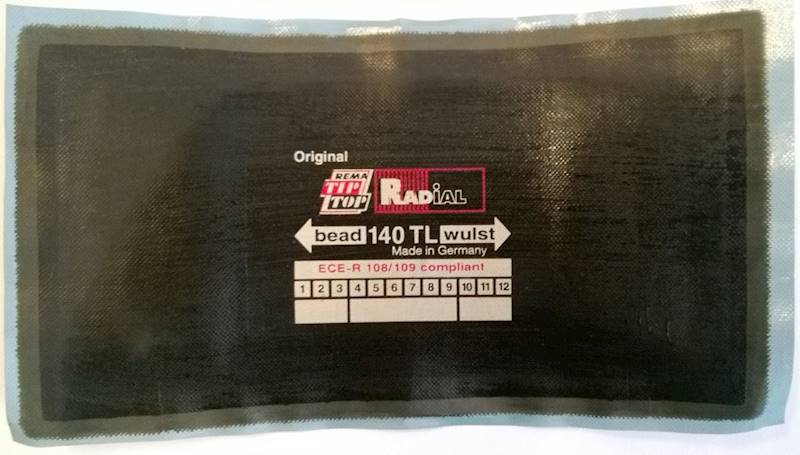 Original
REMA
TIP
TOP
RADiAL
bead 140 TL wulst
Made in Germany
ECE-R 108/109 compliant
1 2 3 4 5 6 7 8 9 10 11 12